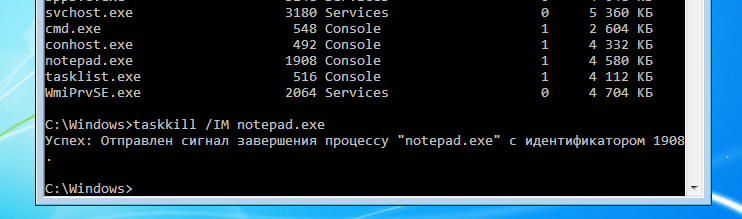 svchost.exe 3180 Services 0 5 360 КБ
cmd.exe 548 Console 1 2 604 КБ
conhost.exe 492 Console 1 4 332 КБ
notepad.exe 1908 Console 1 4 580 КБ
tasklist.exe 516 Console 1 4 112 КБ
WmiPrvSE.exe 2064 Services 0 4 704 КБ
C:\Windows>taskkill /IM notepad.exe
Успех: Отправлен сигнал завершения процессу "notepad.exe" с идентификатором 1908
.
C:\Windows>